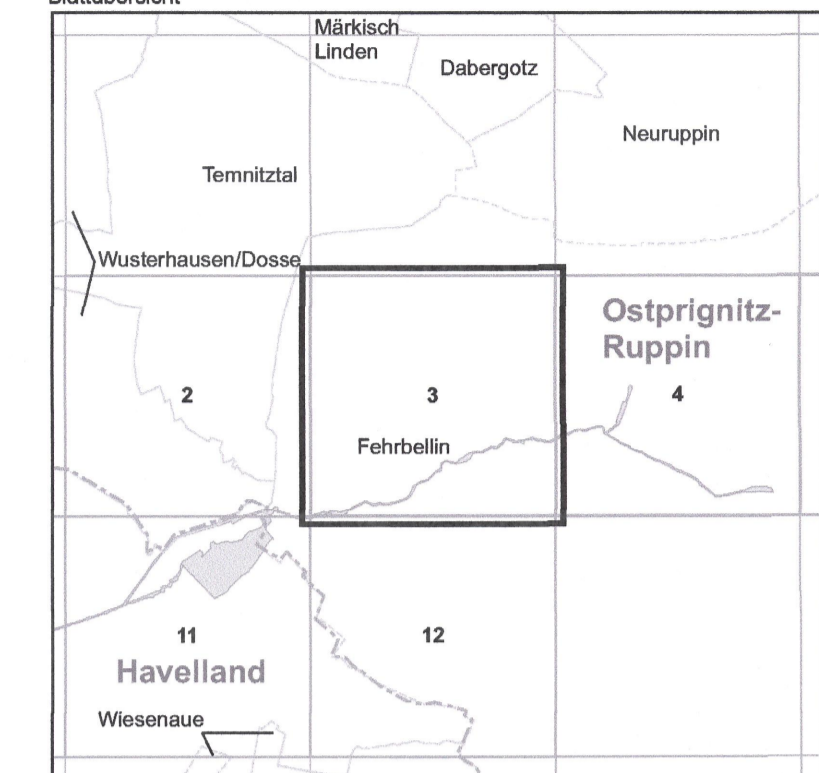 Blattübersicht
Märkisch
Linden
Dabergotz
Neuruppin
Temnitztal
Wusterhausen/Dosse
Ostprignitz-
Ruppin
2
3
4
Fehrbellin
11
12
Havelland
Wiesenaue